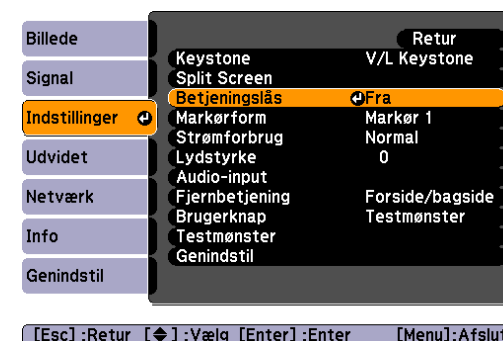 Billede
Signal
Indstillinger
Udvidet
Netværk
Info
Genindstil
Retur
Keystone V/L Keystone
Split Screen
Betjeningslås Fra
Markørform Markør 1
Strømforbrug Normal
Lydstyrke 0
Audio-input
Fjernbetjening Forside/bagside
Brugerknap Testmønster
Testmønster
Genindstil
[Esc] :Retur [ ] :Vælg [Enter] :Enter [Menu]:Afslut